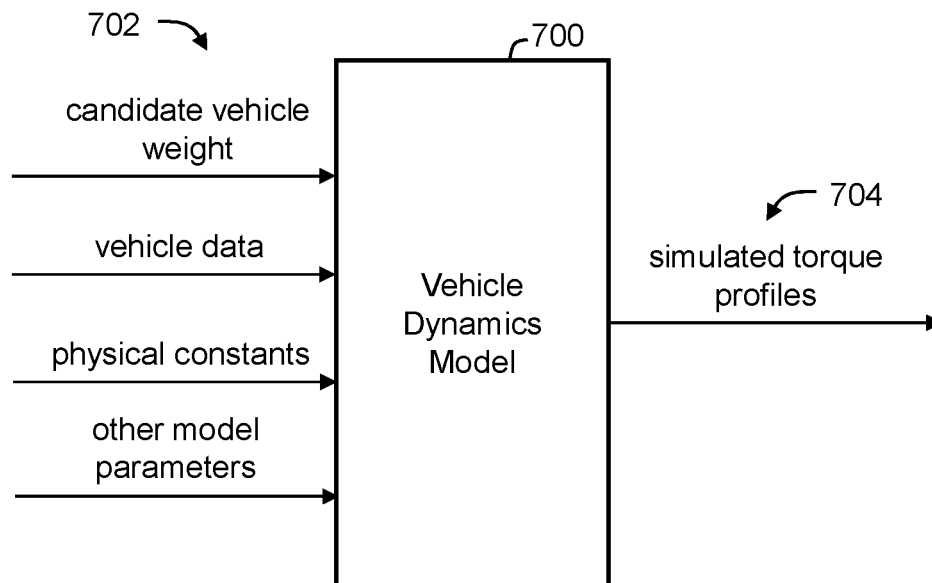 702
700
candidate vehicle
weight
vehicle data
physical constants
other model
parameters
Vehicle
Dynamics
Model
704
simulated torque
profiles